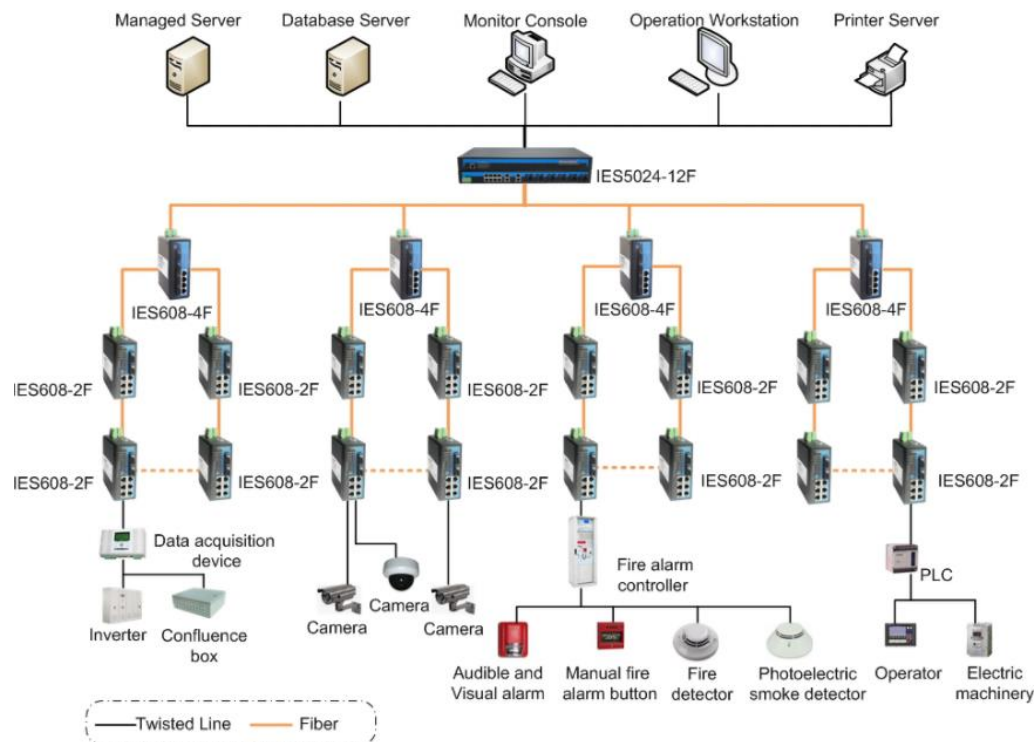 Managed Server
Database Server
Monitor Console
Operation Workstation
Printer Server
IES5024-12F
IES608-4F
IES608-4F
IES608-4F
IES608-4F
IES608-2F
IES608-2F
IES608-2F
IES608-2F
IES608-2F
IES608-2F
IES608-2F
IES608-2F
IES608-2F
IES608-2F
IES608-2F
Data acquisition
device
Fire alarm
controller
PLC
Inverter
Confluence
box
Camera
Camera
Camera
Audible and
Visual alarm
Manual fire
alarm button
Fire
detector
Photoelectric
smoke detector
Operator
Electric
machinery
Twisted Line
Fiber